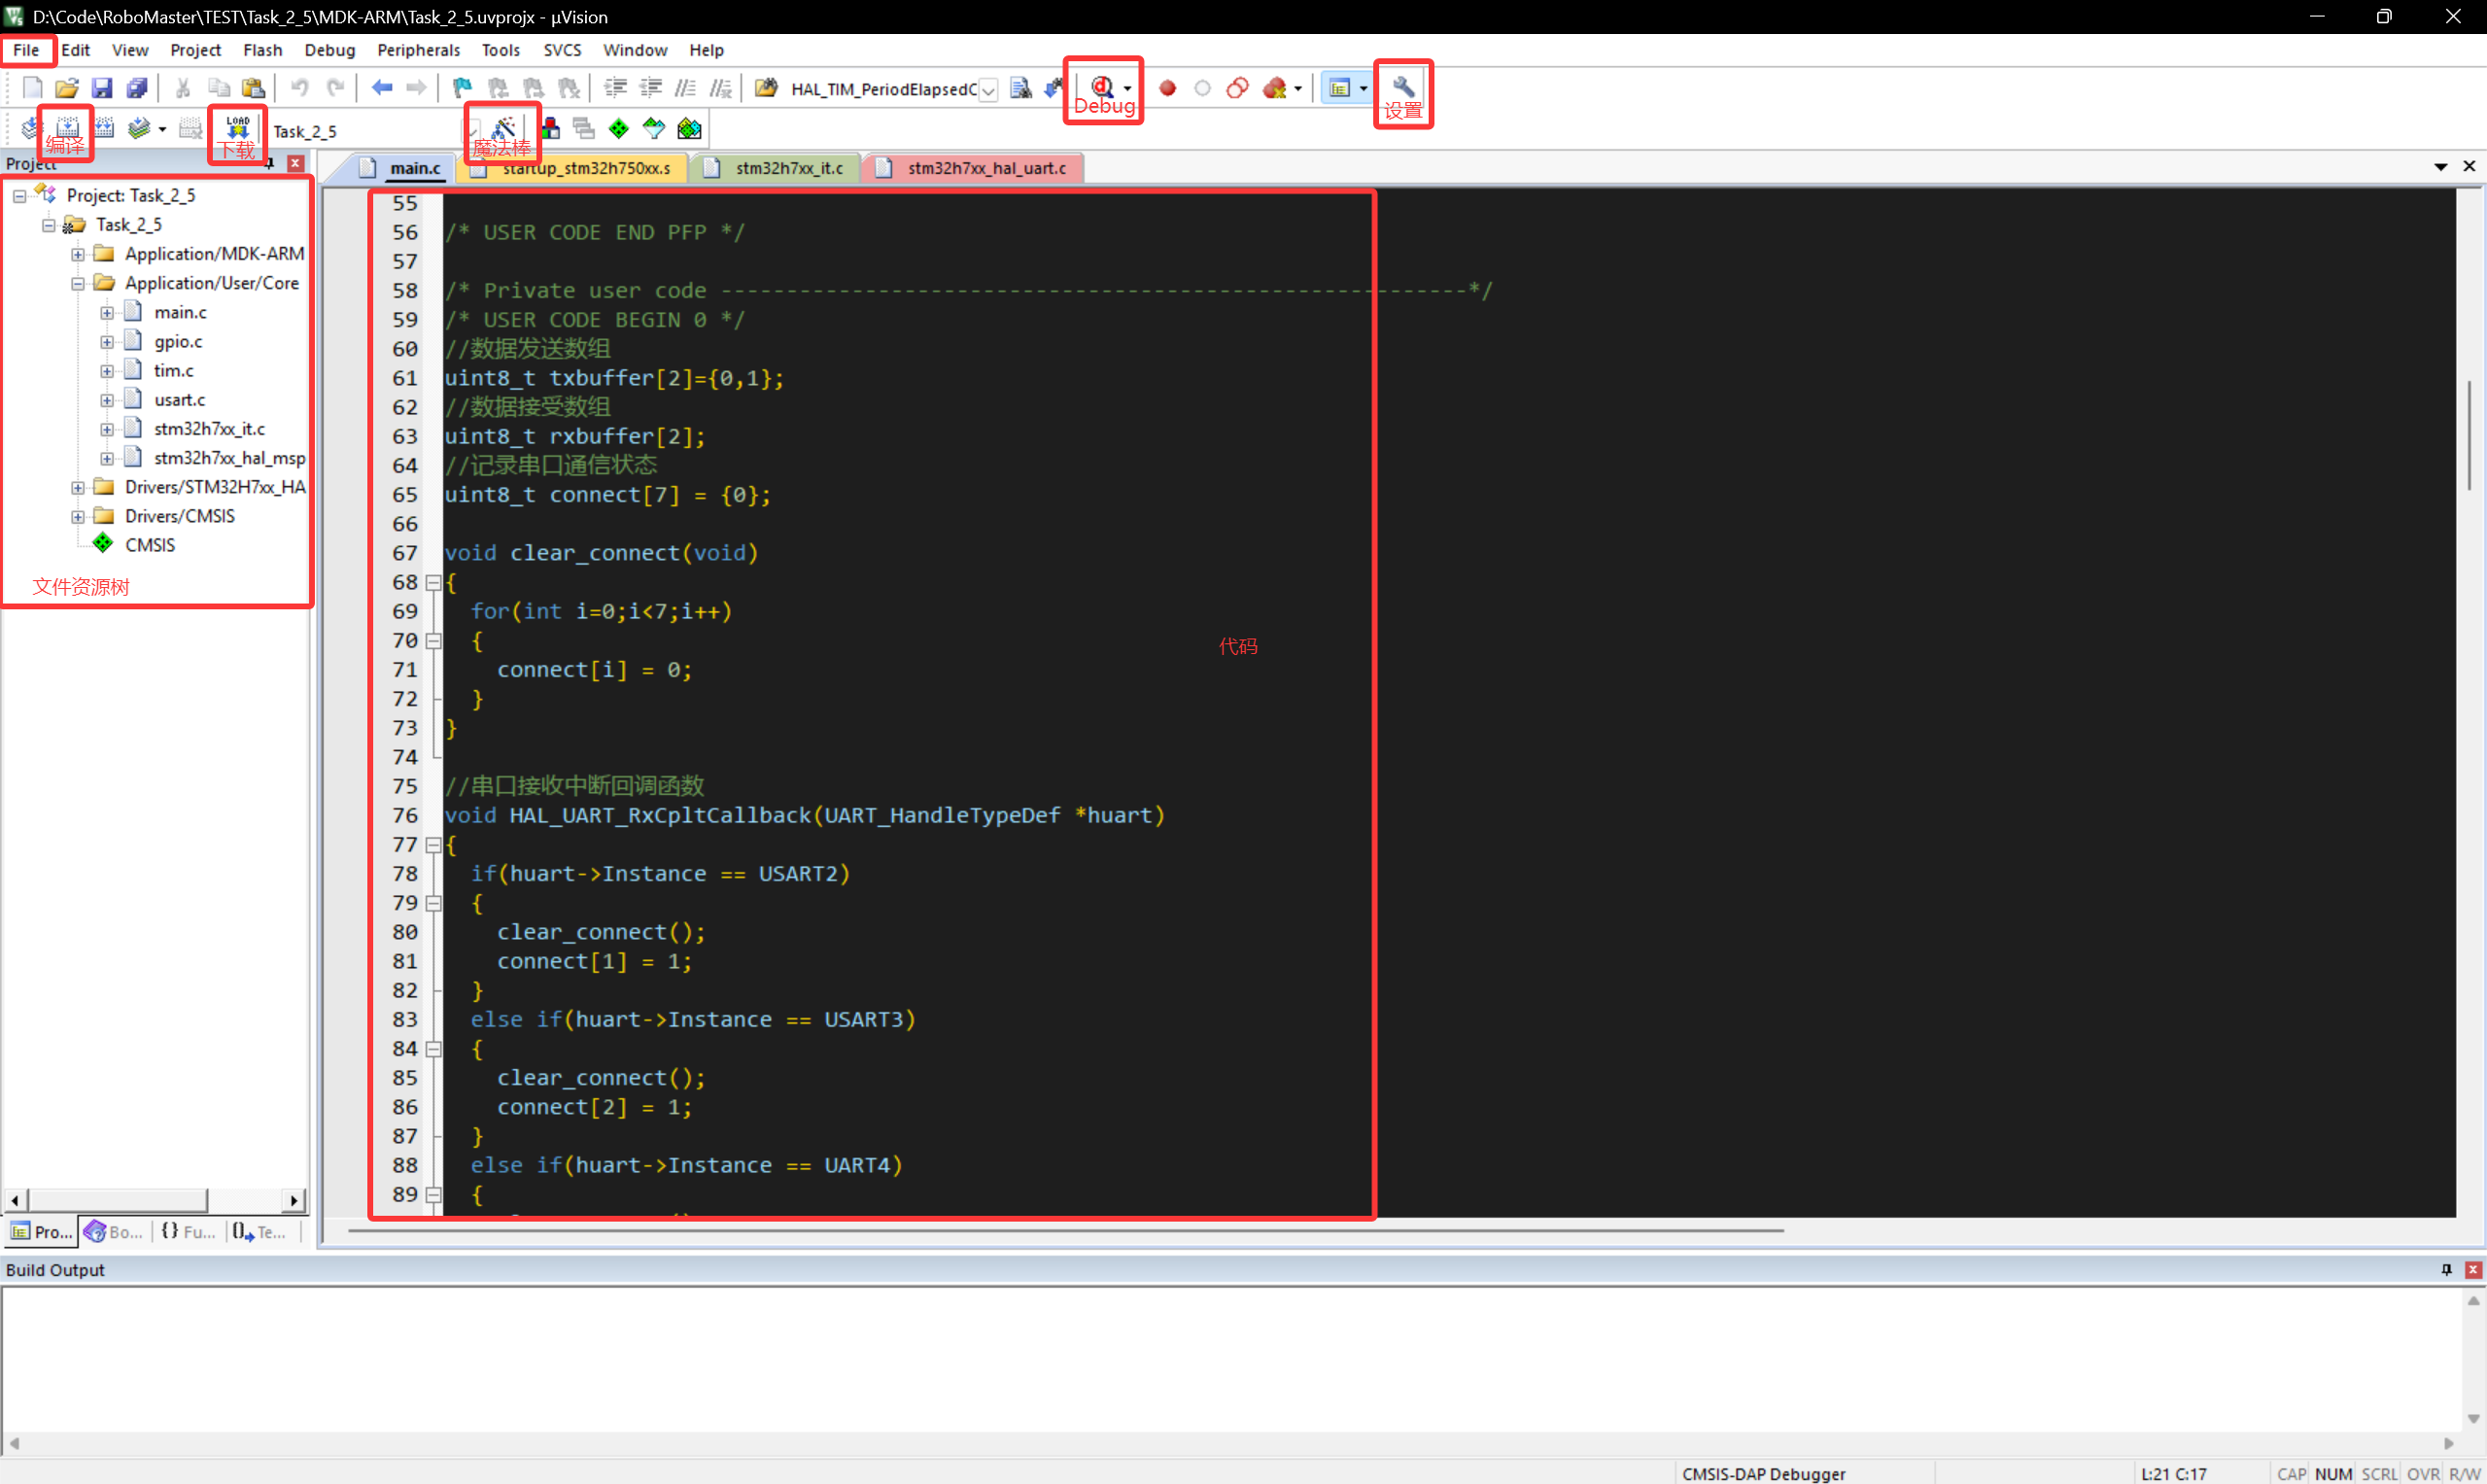 D:\Code\RoboMaster\TEST\Task_2_5\MDK-ARM\Task_2_5.uvprojx - µVision
File Edit View Project Flash Debug Peripherals Tools SVCS Window Help
HAL_TIM_PeriodElapsedC
Debug
设置
编译
LOAD
下载
Task_2_5
魔法棒
Project
main.c
startup_stm32h750xx.s
stm32h7xx_it.c
stm32h7xx_hal_uart.c
Project: Task_2_5
Task_2_5
Application/MDK-ARM
Application/User/Core
main.c
gpio.c
tim.c
usart.c
stm32h7xx_it.c
stm32h7xx_hal_msp
Drivers/STM32H7xx_HA
Drivers/CMSIS
CMSIS
文件资源树
55
56 /* USER CODE END PFP */
57
58 /* Private user code ---------------------------------------------------------*/
59 /* USER CODE BEGIN 0 */
60 //数据发送数组
61 uint8_t txbuffer[2]={0,1};
62 //数据接受数组
63 uint8_t rxbuffer[2];
64 //记录串口通信状态
65 uint8_t connect[7] = {0};
66
67 void clear_connect(void)
68 {
69 for(int i=0;i<7;i++)
70 {
71 connect[i] = 0;
72 }
73 }
74
75 //串口接收中断回调函数
76 void HAL_UART_RxCpltCallback(UART_HandleTypeDef *huart)
77 {
78 if(huart->Instance == USART2)
79 {
80 clear_connect();
81 connect[1] = 1;
82 }
83 else if(huart->Instance == USART3)
84 {
85 clear_connect();
86 connect[2] = 1;
87 }
88 else if(huart->Instance == UART4)
89 {
代码
Pro... Bo... {} Fu... Te...
Build Output
CMSIS-DAP Debugger
L:21 C:17
CAP NUM SCRL OVR R/W